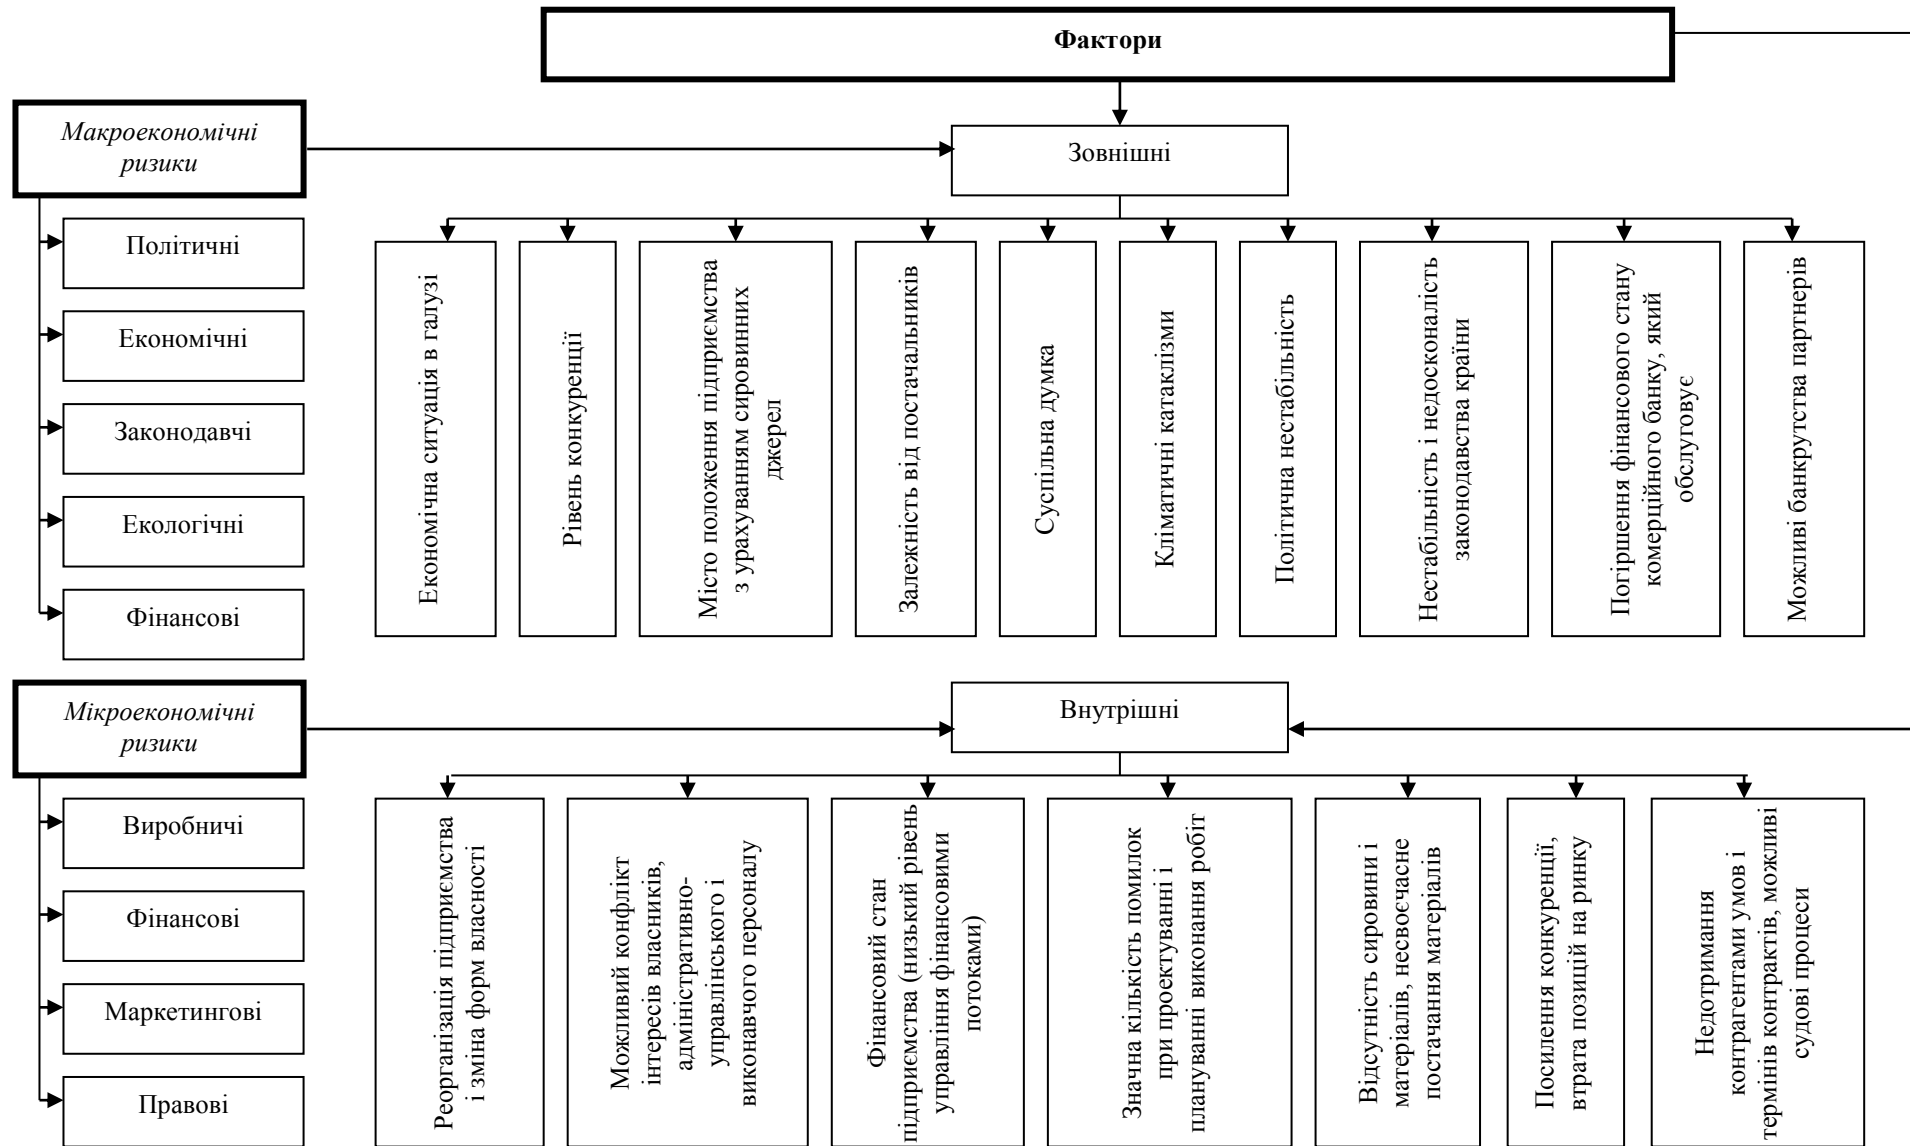 Фактори
Макроекономічні
ризики
Зовнішні
Політичні
Економічні
Законодавчі
Екологічні
Фінансові
Економічна ситуація в галузі
Рівень конкуренції
Місто положення підприємства
з урахуванням сировинних
джерел
Залежність від постачальників
Суспільна думка
Кліматичні катаклізми
Політична нестабільність
Нестабільність і недосконалість
законодавства країни
Погіршення фінансового стану
комерційного банку, який
обслуговує
Можливі банкрутства партнерів
Мікроекономічні
ризики
Внутрішні
Виробничі
Фінансові
Маркетингові
Правові
Реорганізація підприємства
і зміна форм власності
Можливий конфлікт
інтересів власників,
адміністративно-
управлінського і
виконавчого персоналу
Фінансовий стан
підприємства (низький рівень
управління фінансовими
потоками)
Значна кількість помилок
при проектуванні і
плануванні виконання робіт
Відсутність сировини і
матеріалів, несвоєчасне
постачання матеріалів
Посилення конкуренції,
втрата позицій на ринку
Недотримання
контрагентами умов і
термінів контрактів, можливі
судові процеси